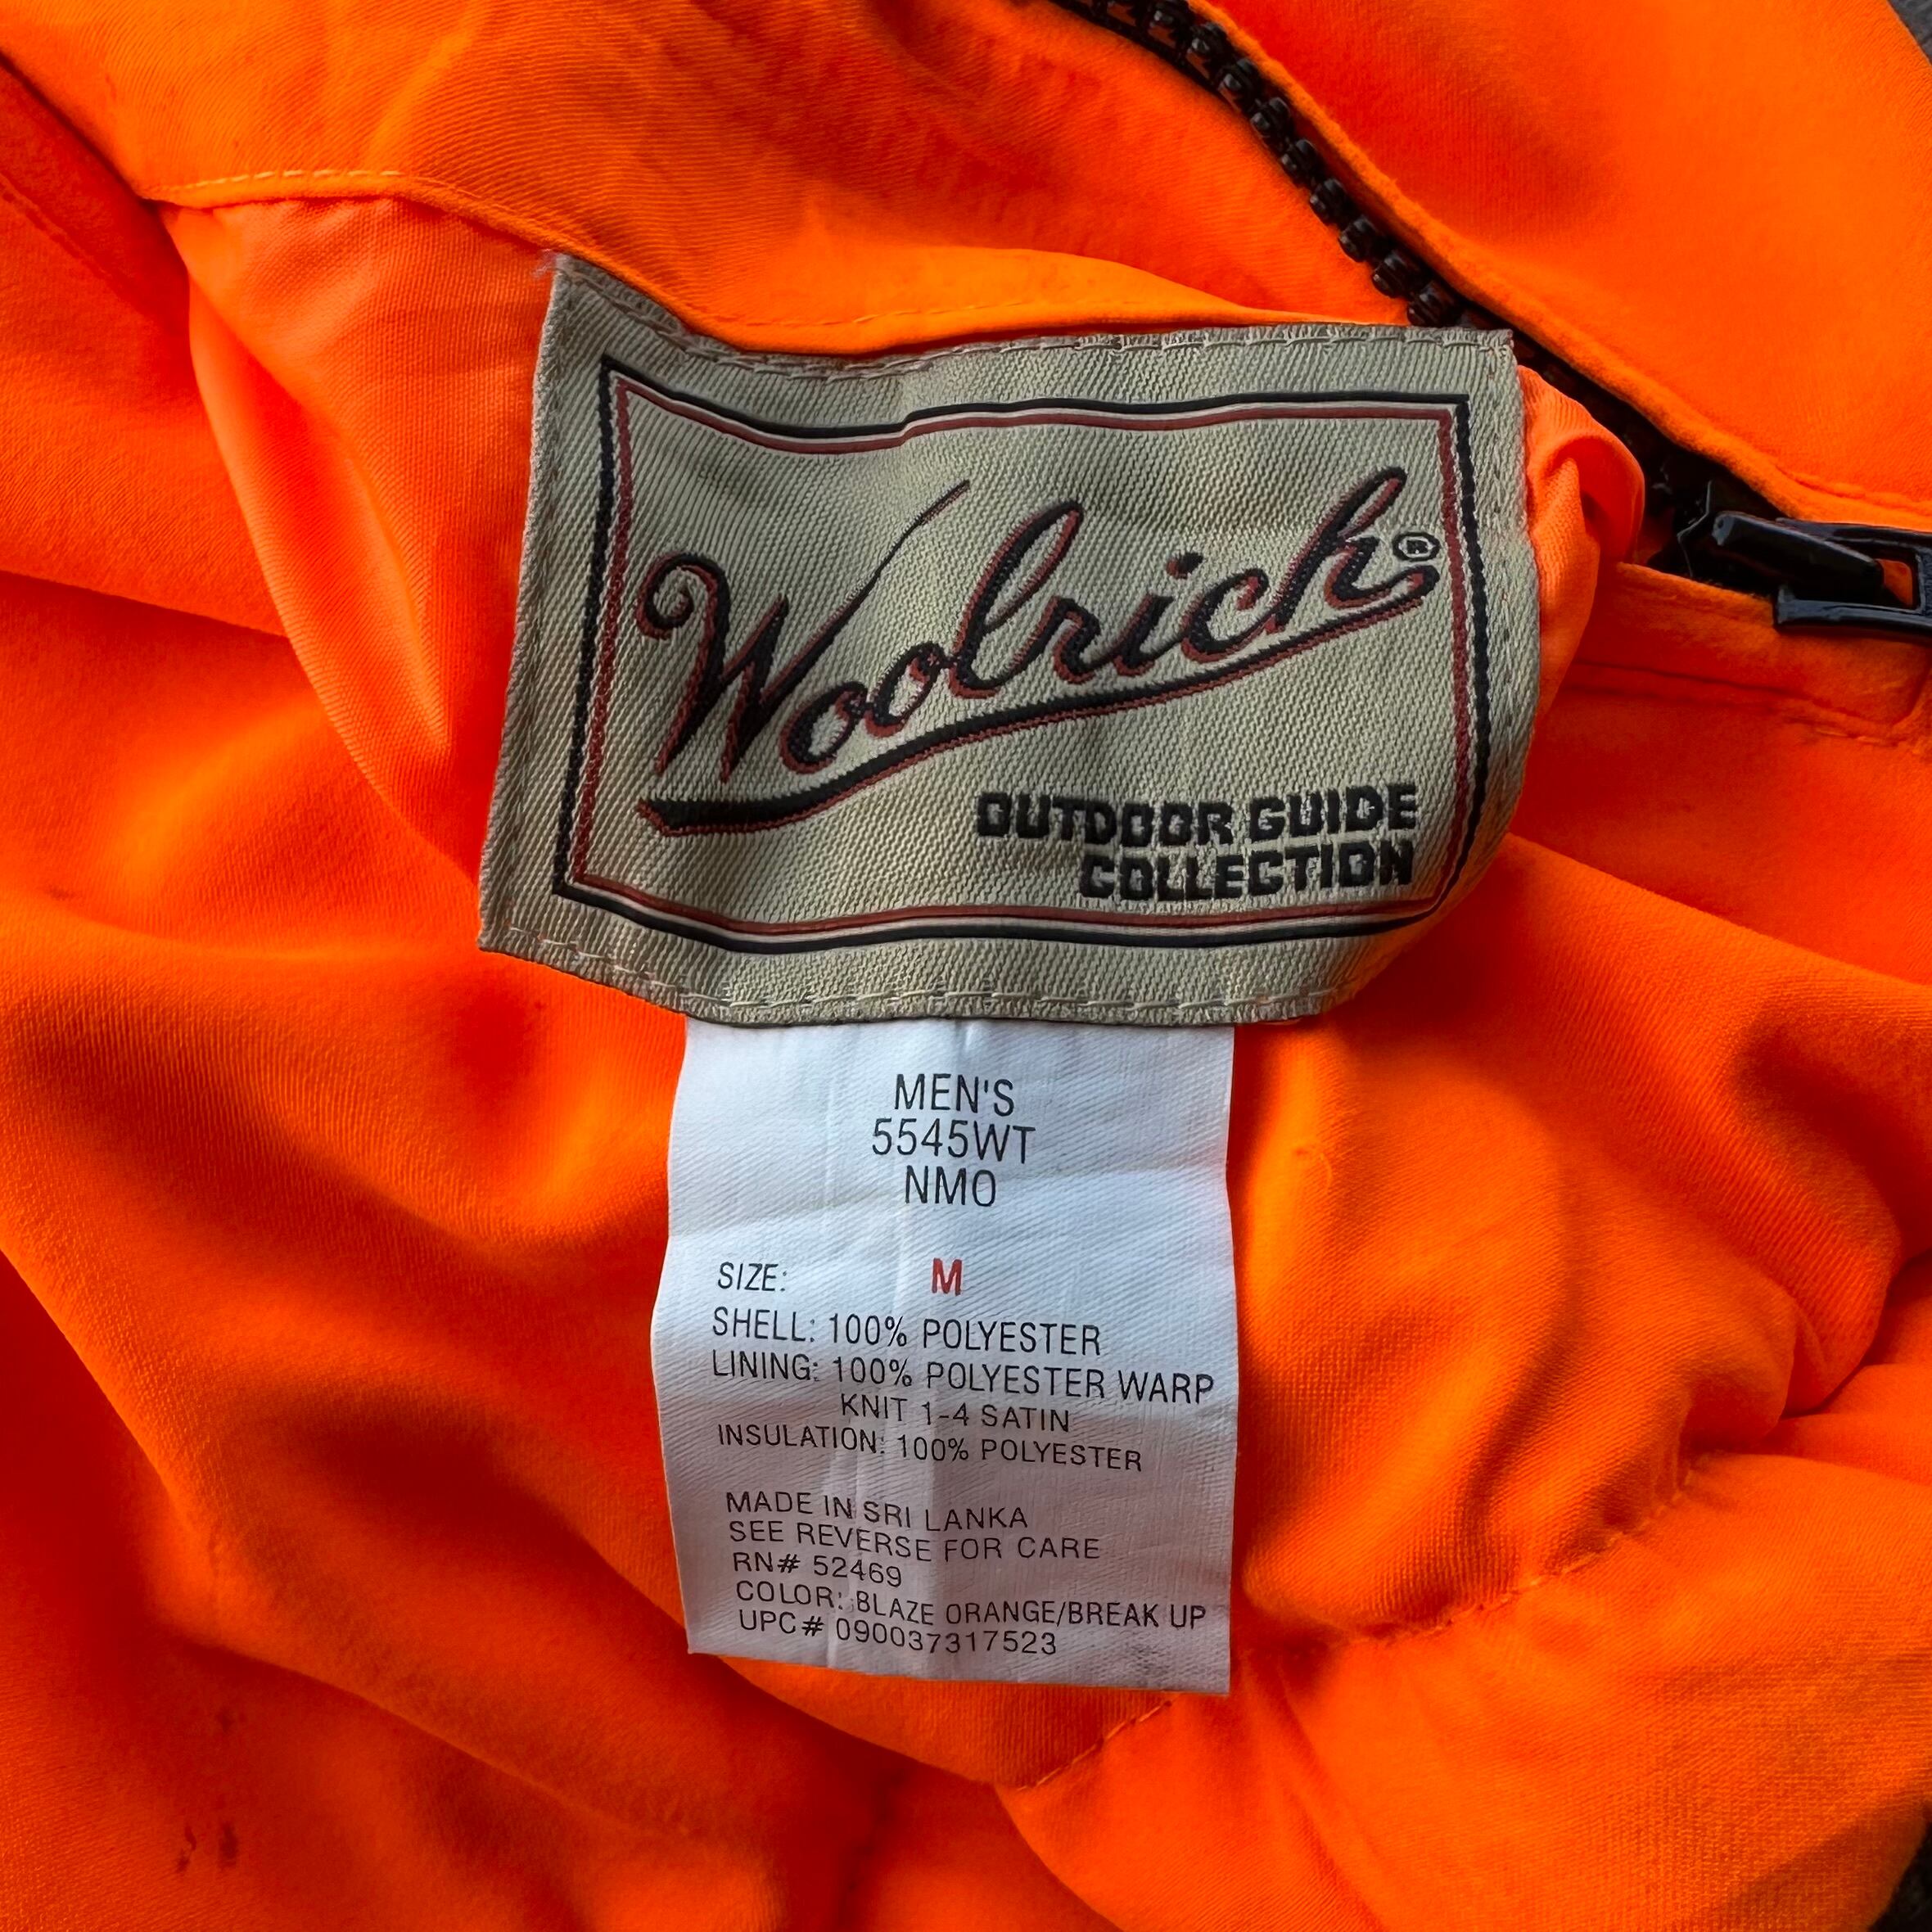 Woolrich®
OUTDOOR GUIDE
COLLECTION
MEN'S
5545WT
NMO
SIZE: M
SHELL: 100% POLYESTER
LINING: 100% POLYESTER WARP
KNIT 1-4 SATIN
INSULATION: 100% POLYESTER
MADE IN SRI LANKA
SEE REVERSE FOR CARE
RN# 52469
COLOR: BLAZE ORANGE/BREAK UP
UPC# 090037317523